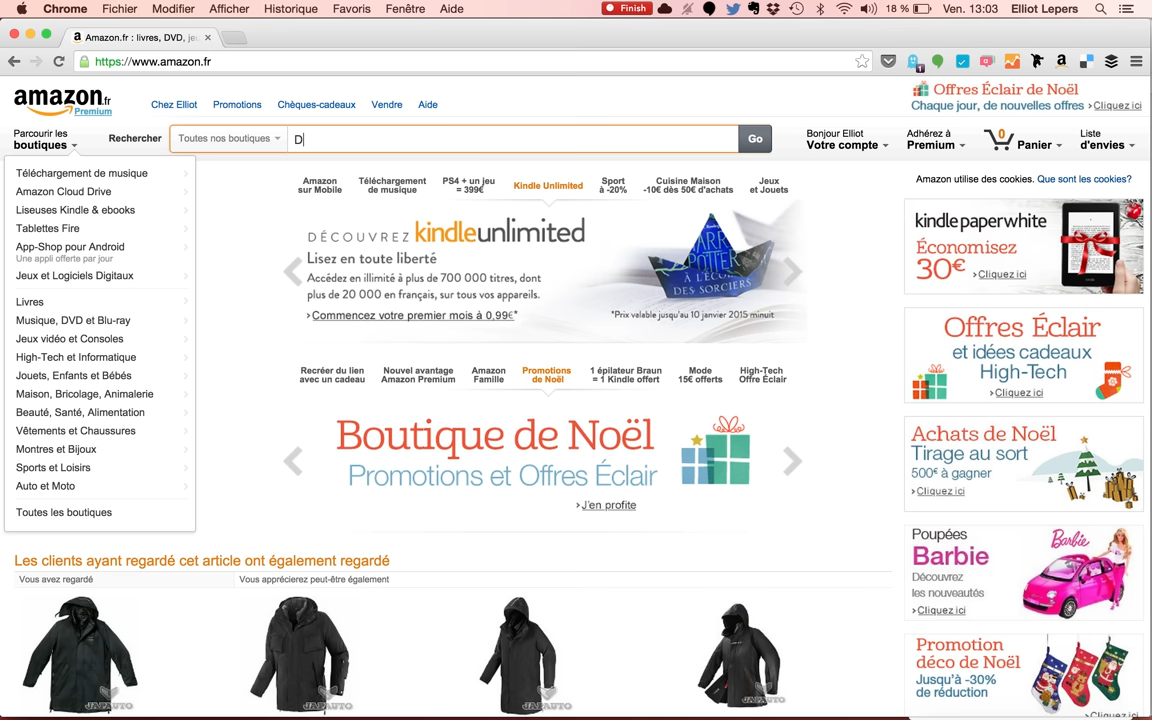 Chrome Fichier Modifier Afficher Historique Favoris Fenêtre Aide
Finish
18 % Ven. 13:03 Elliot Lepers
Amazon.fr : livres, DVD, jeu
https://www.amazon.fr
1
amazon.fr
Premium
Chez Elliot Promotions Chèques-cadeaux Vendre Aide
Offres Éclair de Noël
Chaque jour, de nouvelles offres › Cliquez ici
Parcourir les
boutiques
Rechercher
Toutes nos boutiques
D
Go
Bonjour Elliot
Votre compte
Adhérez à
Premium
0
Panier
Liste
d'envies
Téléchargement de musique
Amazon Cloud Drive
Liseuses Kindle & ebooks
Tablettes Fire
App-Shop pour Android
Une appli offerte par jour
Jeux et Logiciels Digitaux
Livres
Musique, DVD et Blu-ray
Jeux vidéo et Consoles
High-Tech et Informatique
Jouets, Enfants et Bébés
Maison, Bricolage, Animalerie
Beauté, Santé, Alimentation
Vêtements et Chaussures
Montres et Bijoux
Sports et Loisirs
Auto et Moto
Toutes les boutiques
Amazon
sur Mobile
Téléchargement
de musique
PS4 + un jeu
= 399€
Kindle Unlimited
Sport
à -20%
Cuisine Maison
-10€ dès 50€ d'achats
Jeux
et Jouets
DÉCOUVREZ kindleunlimited
Lisez en toute liberté
Accédez en illimité à plus de 700 000 titres, dont
plus de 20 000 en français, sur tous vos appareils.
› Commencez votre premier mois à 0,99€*
*Prix valable jusqu'au 10 janvier 2015 minuit
ARR
POTTER
À L'ÉCO
DES SORCIERS
Recréer du lien
avec un cadeau
Nouvel avantage
Amazon Premium
Amazon
Famille
Promotions
de Noël
1 épilateur Braun
= 1 Kindle offert
Mode
15€ offerts
High-Tech
Offre Éclair
Boutique de Noël
Promotions et Offres Éclair
› J'en profite
Amazon utilise des cookies. Que sont les cookies?
kindle paperwhite
Économisez
30€ › Cliquez ici
Offres Éclair
et idées cadeaux
High-Tech
› Cliquez ici
Achats de Noël
Tirage au sort
500€ à gagner
› Cliquez ici
Poupées
Barbie
Découvrez
les nouveautés
› Cliquez ici
Barbie
Promotion
déco de Noël
Jusqu'à -30%
de réduction
› Cliquez ici
Les clients ayant regardé cet article ont également regardé
Vous avez regardé
Vous apprécierez peut-être également
JAPAUTO
JAPAUTO
JAPAUTO
JAPAUTO